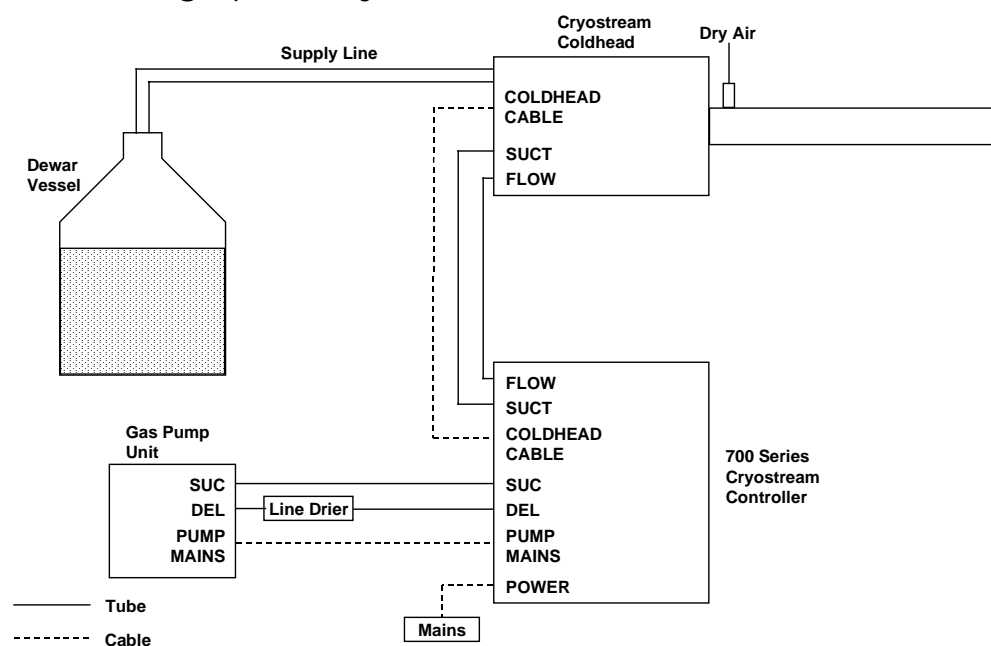 Cryostream
Coldhead
Dry Air
Supply Line
COLDHEAD
CABLE
SUCT
FLOW
Dewar
Vessel
FLOW
SUCT
COLDHEAD
CABLE
SUC
DEL
PUMP
MAINS
POWER
700 Series
Cryostream
Controller
Gas Pump
Unit
SUC
DEL
PUMP
MAINS
Line Drier
Mains
Tube
Cable